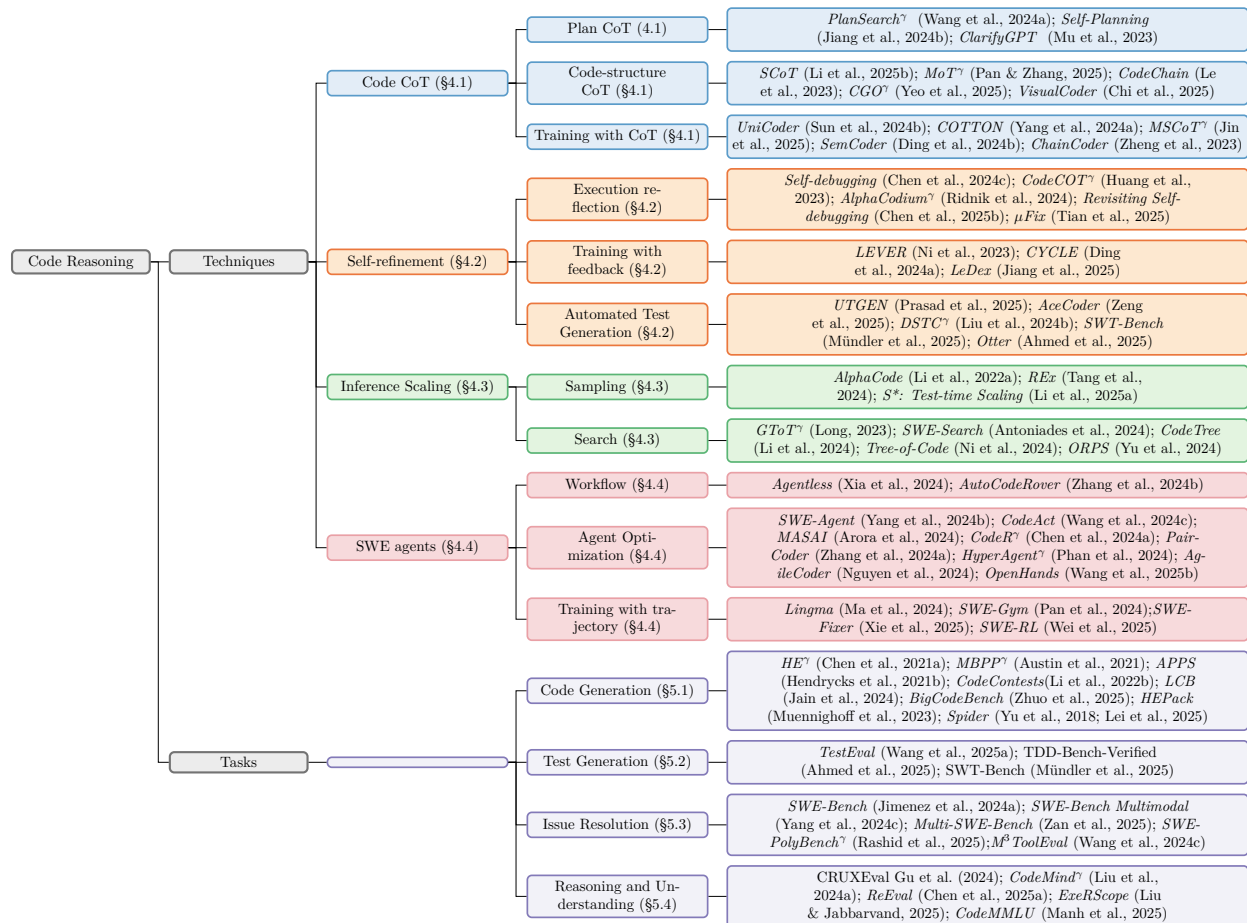 Plan CoT (4.1)
PlanSearchᵞ (Wang et al., 2024a); Self-Planning
(Jiang et al., 2024b); ClarifyGPT (Mu et al., 2023)
Code CoT (§4.1)
Code-structure
CoT (§4.1)
SCoT (Li et al., 2025b); MoTᵞ (Pan & Zhang, 2025); CodeChain (Le
et al., 2023); CGOᵞ (Yeo et al., 2025); VisualCoder (Chi et al., 2025)
Training with CoT (§4.1)
UniCoder (Sun et al., 2024b); COTTON (Yang et al., 2024a); MSCoTᵞ (Jin
et al., 2025); SemCoder (Ding et al., 2024b); ChainCoder (Zheng et al., 2023)
Execution re-
flection (§4.2)
Self-debugging (Chen et al., 2024c); CodeCOTᵞ (Huang et al.,
2023); AlphaCodiumᵞ (Ridnik et al., 2024); Revisiting Self-
debugging (Chen et al., 2025b); μFix (Tian et al., 2025)
Code Reasoning
Techniques
Self-refinement (§4.2)
Training with
feedback (§4.2)
LEVER (Ni et al., 2023); CYCLE (Ding
et al., 2024a); LeDex (Jiang et al., 2025)
Automated Test
Generation (§4.2)
UTGEN (Prasad et al., 2025); AceCoder (Zeng
et al., 2025); DSTCᵞ (Liu et al., 2024b); SWT-Bench
(Mündler et al., 2025); Otter (Ahmed et al., 2025)
Inference Scaling (§4.3)
Sampling (§4.3)
AlphaCode (Li et al., 2022a); REx (Tang et al.,
2024); S*: Test-time Scaling (Li et al., 2025a)
Search (§4.3)
GToTᵞ (Long, 2023); SWE-Search (Antoniades et al., 2024); CodeTree
(Li et al., 2024); Tree-of-Code (Ni et al., 2024); ORPS (Yu et al., 2024)
Workflow (§4.4)
Agentless (Xia et al., 2024); AutoCodeRover (Zhang et al., 2024b)
SWE agents (§4.4)
Agent Opti-
mization (§4.4)
SWE-Agent (Yang et al., 2024b); CodeAct (Wang et al., 2024c);
MASAI (Arora et al., 2024); CodeRᵞ (Chen et al., 2024a); Pair-
Coder (Zhang et al., 2024a); HyperAgentᵞ (Phan et al., 2024); Ag-
ileCoder (Nguyen et al., 2024); OpenHands (Wang et al., 2025b)
Training with tra-
jectory (§4.4)
Lingma (Ma et al., 2024); SWE-Gym (Pan et al., 2024);SWE-
Fixer (Xie et al., 2025); SWE-RL (Wei et al., 2025)
Code Generation (§5.1)
HEᵞ (Chen et al., 2021a); MBPPᵞ (Austin et al., 2021); APPS
(Hendrycks et al., 2021b); CodeContests(Li et al., 2022b); LCB
(Jain et al., 2024); BigCodeBench (Zhuo et al., 2025); HEPack
(Muennighoff et al., 2023); Spider (Yu et al., 2018; Lei et al., 2025)
Tasks
Test Generation (§5.2)
TestEval (Wang et al., 2025a); TDD-Bench-Verified
(Ahmed et al., 2025); SWT-Bench (Mündler et al., 2025)
Issue Resolution (§5.3)
SWE-Bench (Jimenez et al., 2024a); SWE-Bench Multimodal
(Yang et al., 2024c); Multi-SWE-Bench (Zan et al., 2025); SWE-
PolyBenchᵞ (Rashid et al., 2025);M³ToolEval (Wang et al., 2024c)
Reasoning and Un-
derstanding (§5.4)
CRUXEval Gu et al. (2024); CodeMindᵞ (Liu et al.,
2024a); ReEval (Chen et al., 2025a); ExeRScope (Liu
& Jabbarvand, 2025); CodeMMLU (Manh et al., 2025)